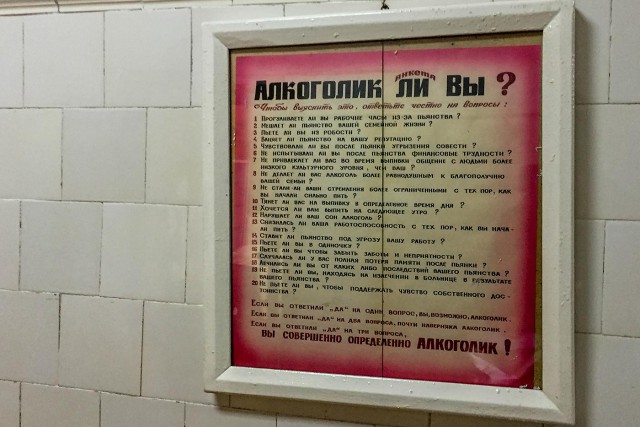 анкета
Алкоголик ли Вы?
Чтобы выяснить это, ответьте честно на вопросы:
1 Прогуливаете ли вы рабочие часы из-за пьянства?
2 Мешает ли пьянство вашей семейной жизни?
3 Пьете ли вы из робости?
4 Влияет ли пьянство на вашу репутацию?
5 Чувствовали ли вы после пьянки угрызения совести?
6 Не испытывали ли вы после пьянства финансовые трудности?
7 Не привлекает ли вас во время выпивки общение с людьми более
низкого культурного уровня, чем ваш?
8 Не делает ли вас алкоголь более равнодушным к благополучию
вашей семьи?
9 Не стали ли ваши стремления более ограниченными с тех пор, как
вы начали сильно пить?
10 Тянет ли вас на выпивку в определенное время дня?
11 Хочется ли вам выпить на следующее утро?
12 Нарушает ли ваш сон алкоголь?
13 Снизилась ли ваша работоспособность с тех пор, как вы нача-
ли пить?
14 Ставит ли пьянство под угрозу вашу работу?
15 Пьете ли вы в одиночку?
16 Пьете ли вы чтобы забыть заботы и неприятности?
17 Случалась ли у вас полная потеря памяти после пьянки?
18 Лечились ли вы от каких либо последствий вашего пьянства?
19 Не пьете ли вы, находясь на излечении в больнице в результате
вашего пьянства?
20 Не пьете ли вы, чтобы поддержать чувство собственного дос-
тоинства?
Если вы ответили „да" на один вопрос, вы, возможно, алкоголик.
Если вы ответили „да" на два вопроса, почти наверняка алкоголик.
Если вы ответили „да" на три вопроса,
вы совершенно определенно алкоголик!